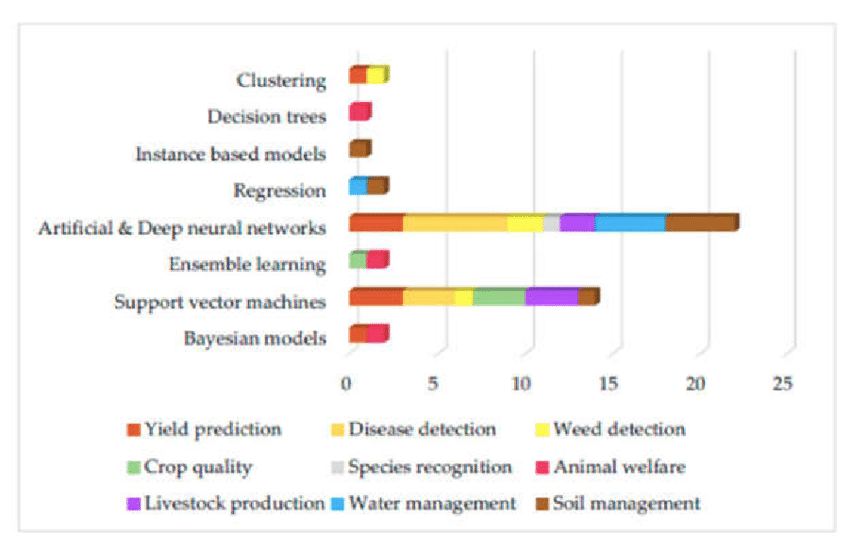 Clustering
Decision trees
Instance based models
Regression
Artificial & Deep neural networks
Ensemble learning
Support vector machines
Bayesian models
0 5 10 15 20 25
Yield prediction Disease detection Weed detection
Crop quality Species recognition Animal welfare
Livestock production Water management Soil management